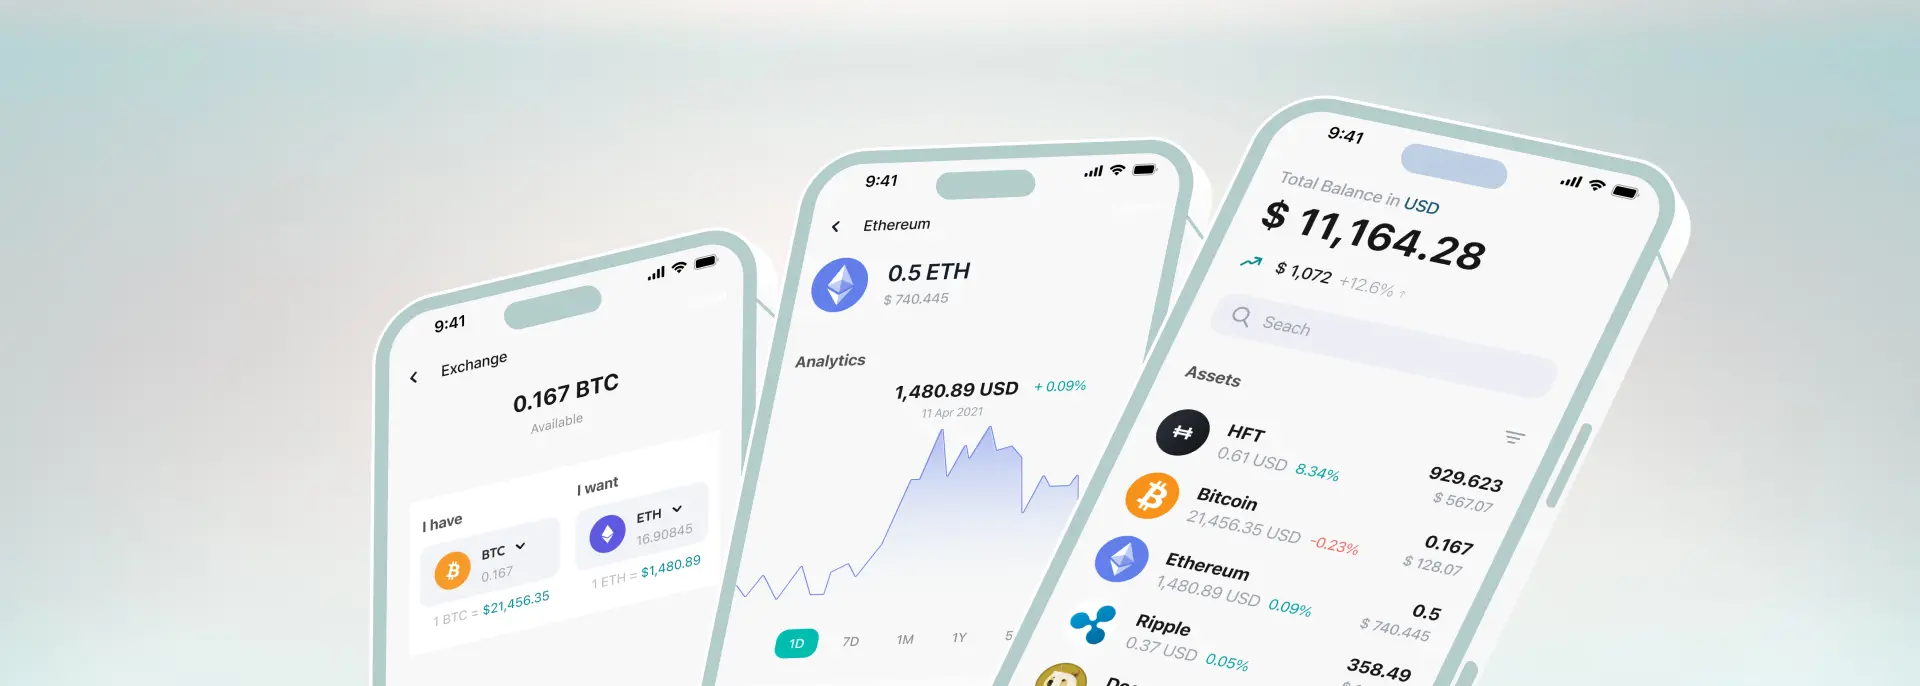 9:41
Exchange
0.167 BTC
Available
I have
BTC
0.167
1 BTC = $21,456.35
I want
ETH
16.90845
1 ETH = $1,480.89
9:41
Ethereum
0.5 ETH
$ 740.445
Analytics
1,480.89 USD + 0.09%
11 Apr 2021
1D 7D 1M 1Y 5
9:41
Total Balance in USD
$ 11,164.28
$ 1,072 +12.6% ↑
Seach
Assets
HFT
0.61 USD 8.34%
929.623
$ 567.07
Bitcoin
21,456.35 USD -0.23%
0.167
$ 128.07
Ethereum
1,480.89 USD 0.09%
0.5
$ 740.445
Ripple
0.37 USD 0.05%
358.49